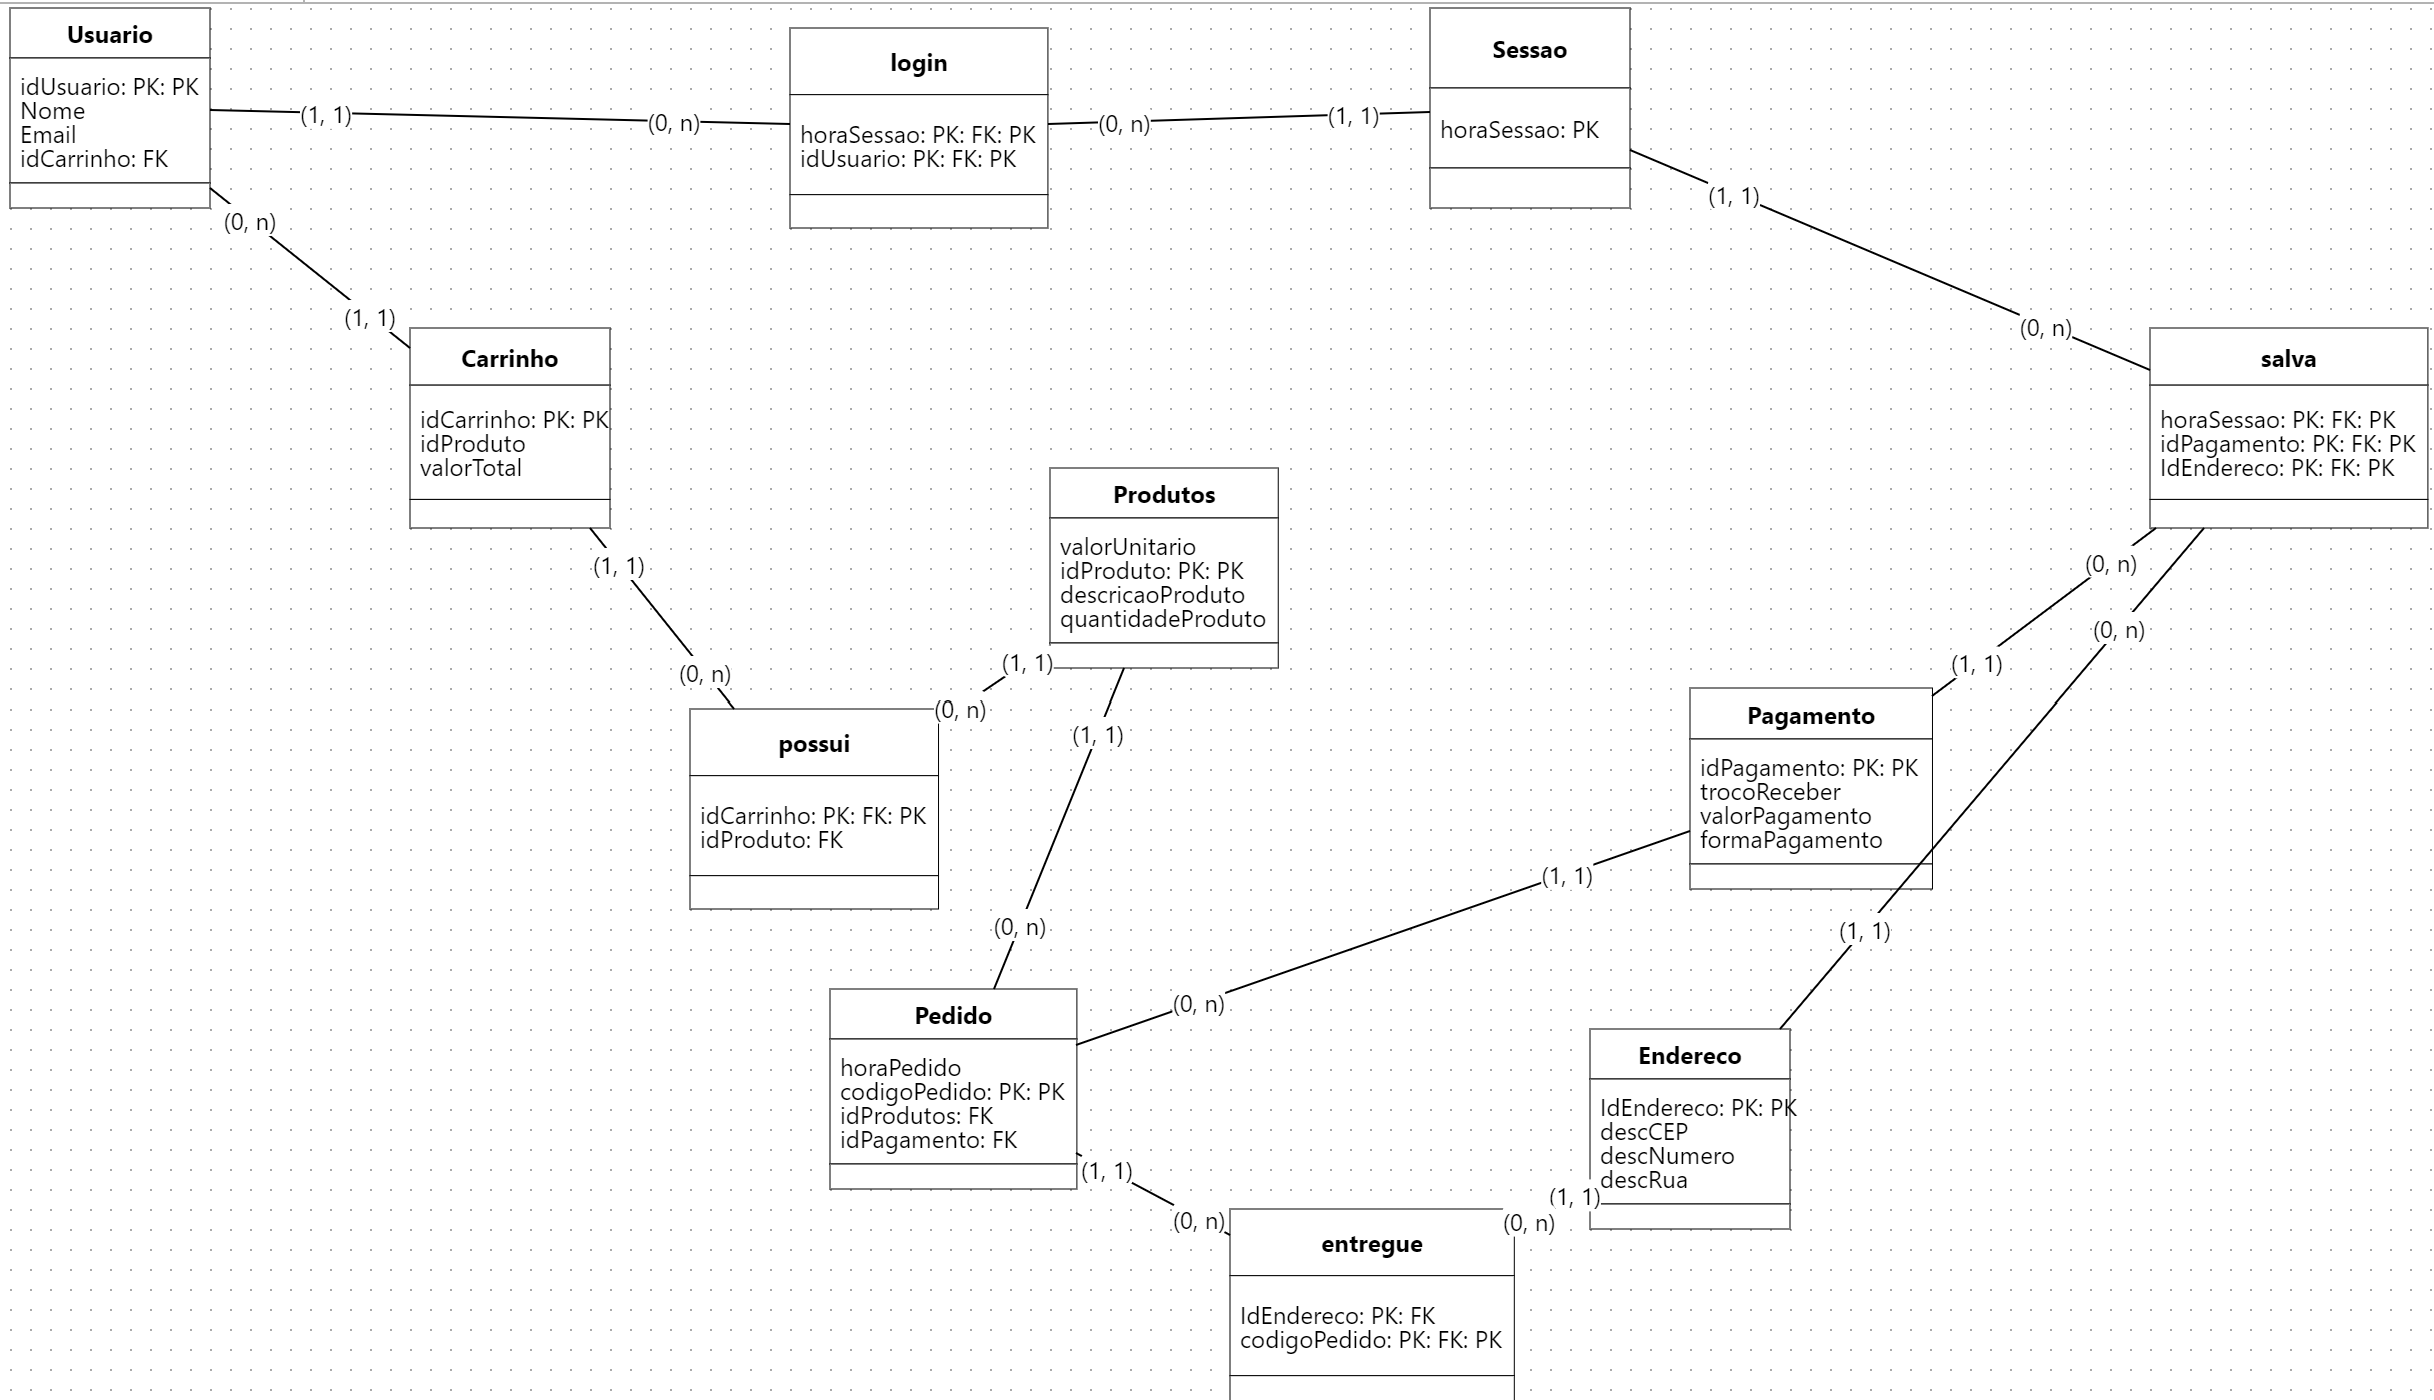 Usuario
idUsuario: PK: PK
Nome
Email
idCarrinho: FK
(1, 1)
(0, n)
login
horaSessao: PK: FK: PK
idUsuario: PK: FK: PK
(0, n)
(1, 1)
Sessao
horaSessao: PK
(1, 1)
(0, n)
(0, n)
(1, 1)
Carrinho
idCarrinho: PK: PK
idProduto
valorTotal
salva
horaSessao: PK: FK: PK
idPagamento: PK: FK: PK
IdEndereco: PK: FK: PK
(1, 1)
(0, n)
Produtos
valorUnitario
idProduto: PK: PK
descricaoProduto
quantidadeProduto
(1, 1)
(0, n)
possui
idCarrinho: PK: FK: PK
idProduto: FK
(1, 1)
(0, n)
(0, n)
(0, n)
(1, 1)
Pagamento
idPagamento: PK: PK
trocoReceber
valorPagamento
formaPagamento
(1, 1)
(1, 1)
(0, n)
Pedido
horaPedido
codigoPedido: PK: PK
idProdutos: FK
idPagamento: FK
Endereco
IdEndereco: PK: PK
descCEP
descNumero
descRua
(1, 1)
(0, n)
(1, 1)
(0, n)
entregue
IdEndereco: PK: FK
codigoPedido: PK: FK: PK